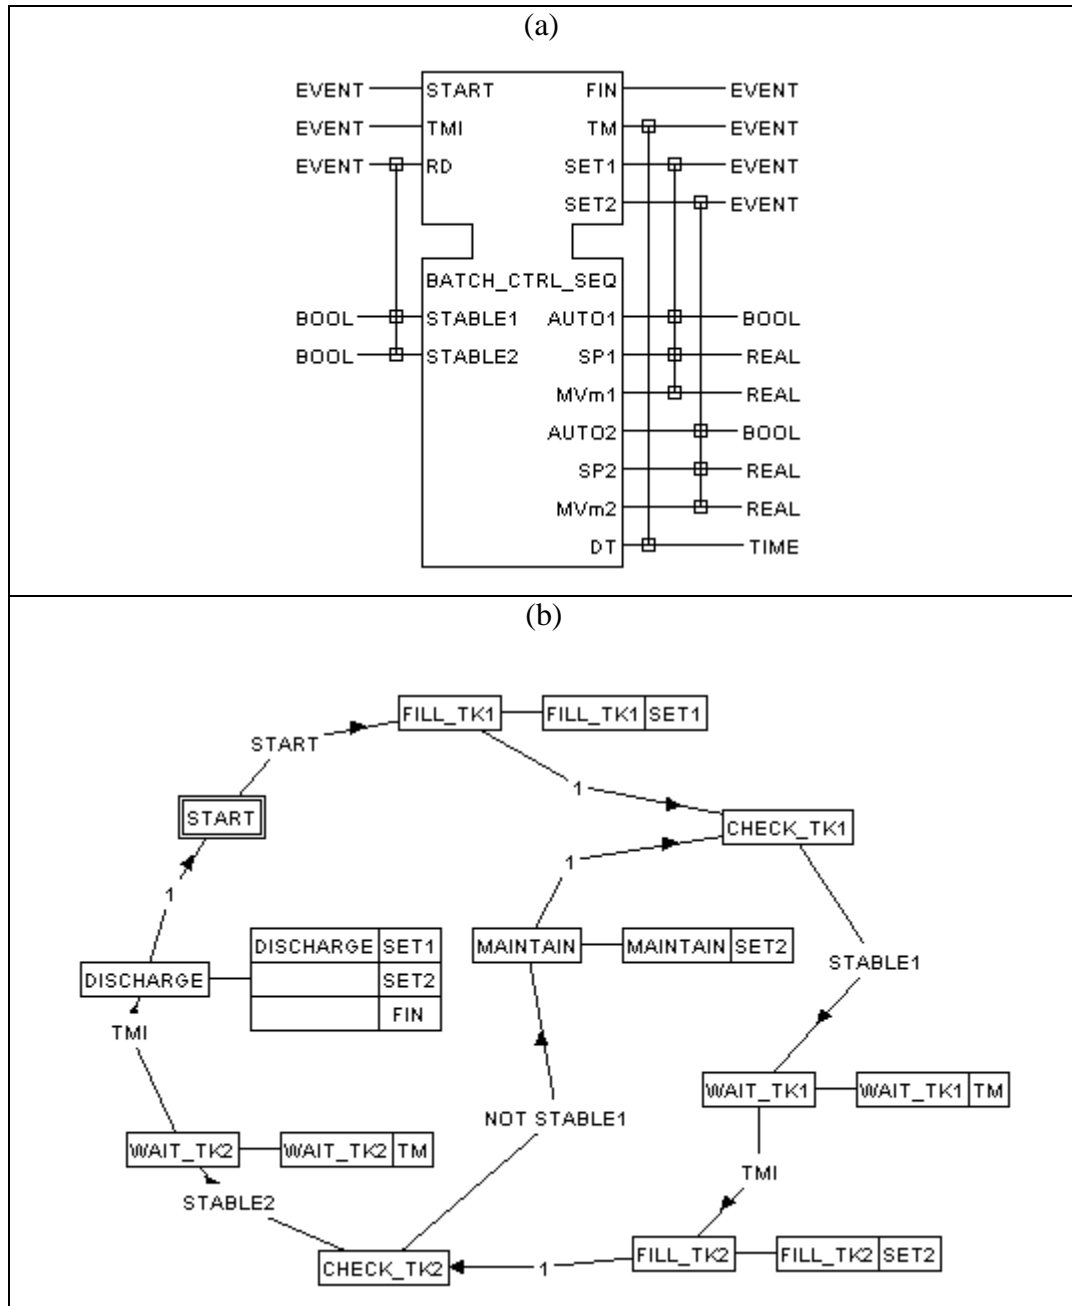 (a)
EVENT START FIN EVENT
EVENT TMI TM EVENT
EVENT RD SET1 EVENT
SET2 EVENT
BATCH_CTRL_SEQ
BOOL STABLE1 AUTO1 BOOL
BOOL STABLE2 SP1 REAL
MVm1 REAL
AUTO2 BOOL
SP2 REAL
MVm2 REAL
DT TIME
(b)
FILL_TK1 FILL_TK1 SET1
START
1
START
CHECK_TK1
1
1
DISCHARGE SET1
MAINTAIN MAINTAIN SET2
STABLE1
DISCHARGE SET2
FIN
TMI
WAIT_TK1 WAIT_TK1 TM
NOT STABLE1
WAIT_TK2 WAIT_TK2 TM
TMI
STABLE2
FILL_TK2 FILL_TK2 SET2
CHECK_TK2 1